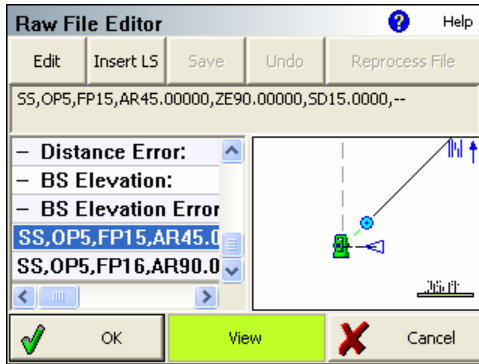 Raw File Editor Help
Edit Insert LS Save Undo Reprocess File
SS,OP5,FP15,AR45.00000,ZE90.00000,SD15.0000,--
– Distance Error:
– BS Elevation:
– BS Elevation Error
SS,OP5,FP15,AR45.0
SS,OP5,FP16,AR90.0
OK View Cancel